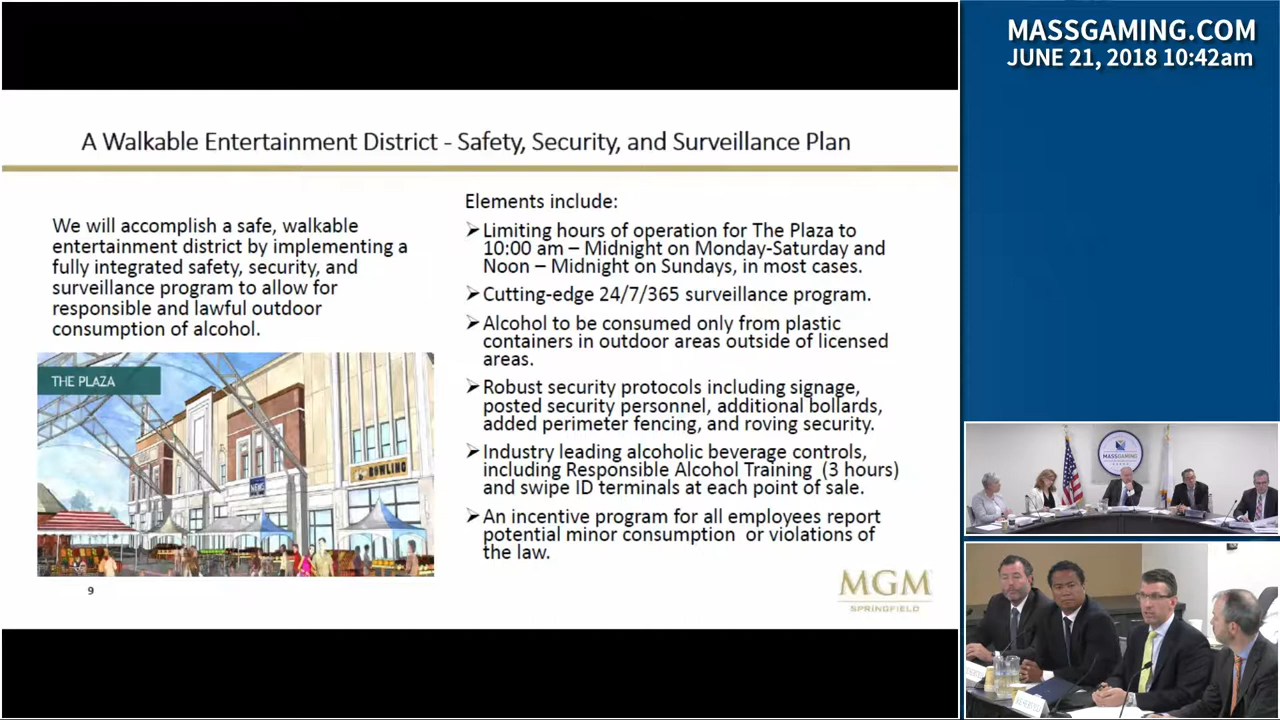 MASSGAMING.COM
JUNE 21, 2018 10:42am
A Walkable Entertainment District - Safety, Security, and Surveillance Plan
We will accomplish a safe, walkable
entertainment district by implementing a
fully integrated safety, security, and
surveillance program to allow for
responsible and lawful outdoor
consumption of alcohol.
THE PLAZA
NEWS
BOWLING
9
Elements include:
➢Limiting hours of operation for The Plaza to
10:00 am – Midnight on Monday-Saturday and
Noon – Midnight on Sundays, in most cases.
➢Cutting-edge 24/7/365 surveillance program.
➢Alcohol to be consumed only from plastic
containers in outdoor areas outside of licensed
areas.
➢Robust security protocols including signage,
posted security personnel, additional bollards,
added perimeter fencing, and roving security.
➢Industry leading alcoholic beverage controls,
including Responsible Alcohol Training (3 hours)
and swipe ID terminals at each point of sale.
➢An incentive program for all employees report
potential minor consumption or violations of
the law.
MGM
SPRINGFIELD
MASSGAMING